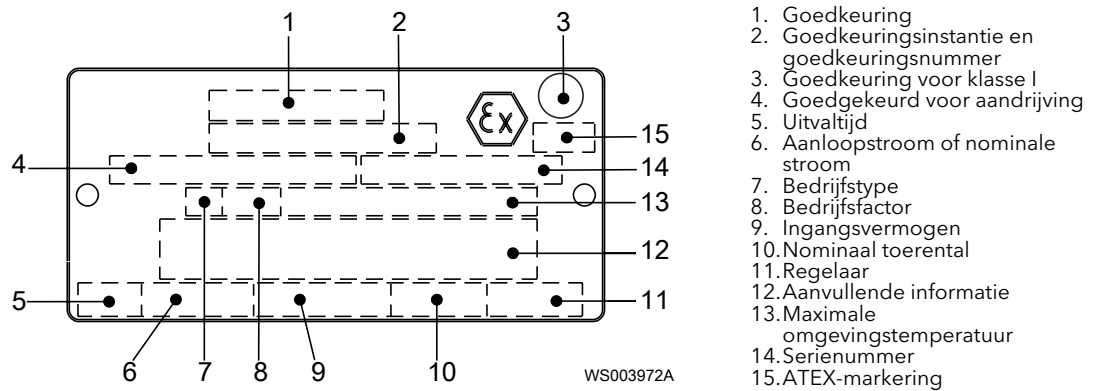 1
2
3
4
15
14
13
12
5
6
7
8
9
10
11
εx
WS003972A
1. Goedkeuring
2. Goedkeuringsinstantie en
goedkeuringsnummer
3. Goedkeuring voor klasse I
4. Goedgekeurd voor aandrijving
5. Uitvaltijd
6. Aanloopstroom of nominale
stroom
7. Bedrijfstype
8. Bedrijfsfactor
9. Ingangsvermogen
10.Nominaal toerental
11.Regelaar
12.Aanvullende informatie
13.Maximale
omgevingstemperatuur
14.Serienummer
15.ATEX-markering